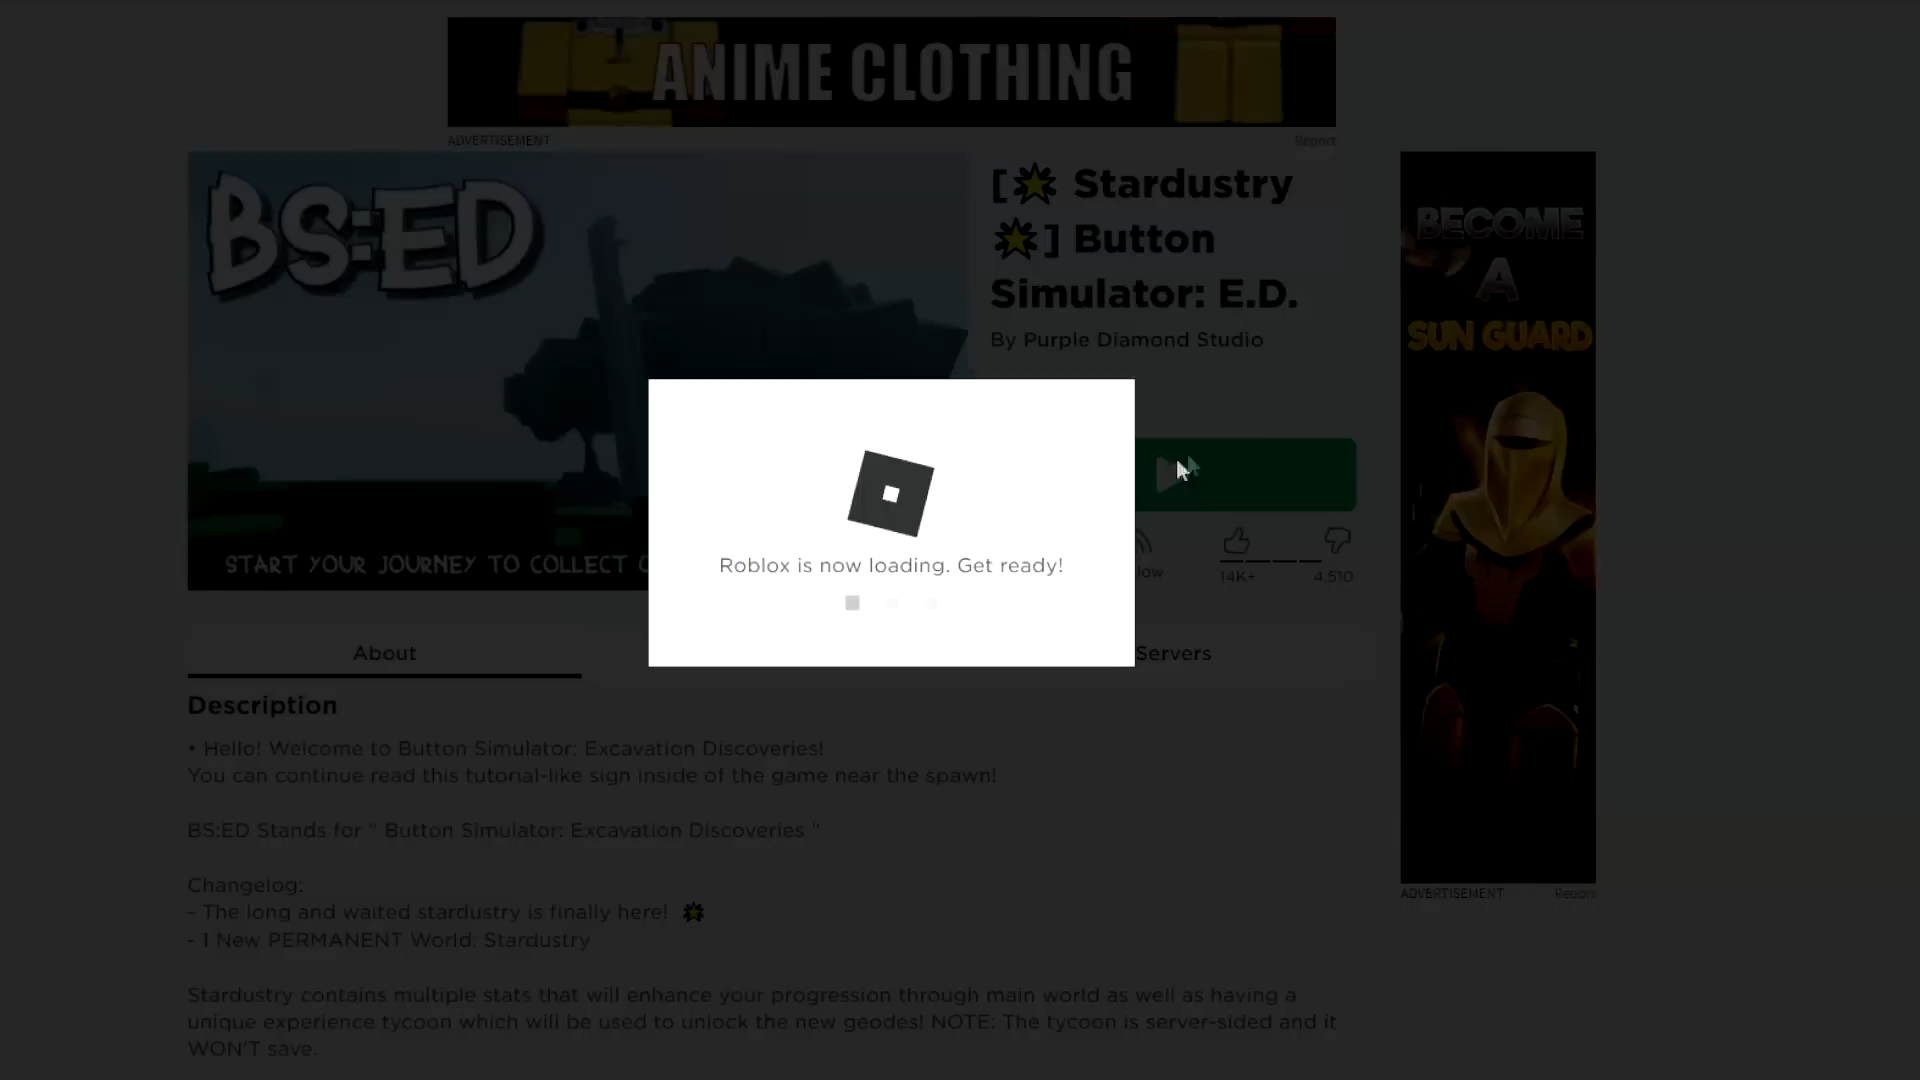 ANIME CLOTHING
ADVERTISEMENT
Report
BS:ED
START YOUR JOURNEY TO COLLECT
[🌟 Stardustry
🌟] Button
Simulator: E.D.
By Purple Diamond Studio
BECOME
A
SUN GUARD
Roblox is now loading. Get ready!
14K+
4,510
About
Servers
Description
• Hello! Welcome to Button Simulator: Excavation Discoveries!
You can continue read this tutorial-like sign inside of the game near the spawn!
BS:ED Stands for " Button Simulator: Excavation Discoveries "
Changelog:
- The long and waited stardustry is finally here! 🌟
- 1 New PERMANENT World: Stardustry
Stardustry contains multiple stats that will enhance your progression through main world as well as having a
unique experience tycoon which will be used to unlock the new geodes! NOTE: The tycoon is server-sided and it
WON'T save.
ADVERTISEMENT
Report